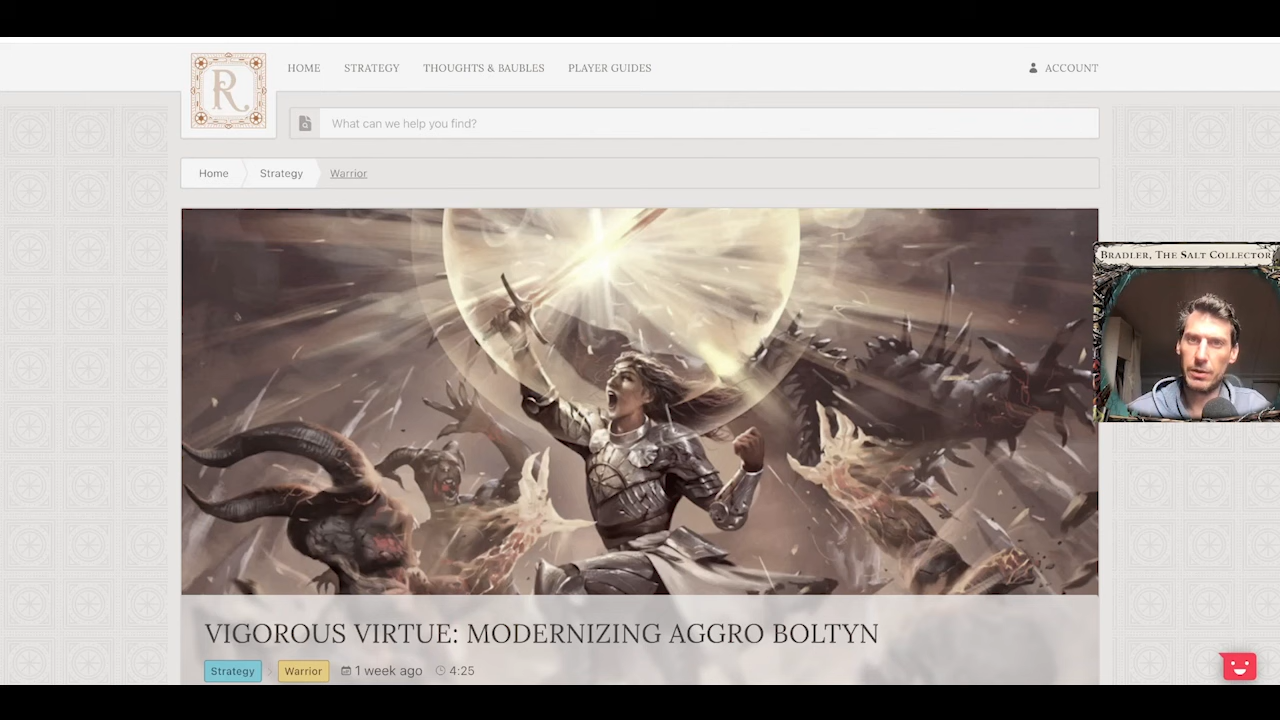 R
HOME STRATEGY THOUGHTS & BAUBLES PLAYER GUIDES ACCOUNT
What can we help you find?
Home Strategy Warrior
BRADLER, THE SALT COLLECTOR
VIGOROUS VIRTUE: MODERNIZING AGGRO BOLTYN
Strategy Warrior 1 week ago 4:25